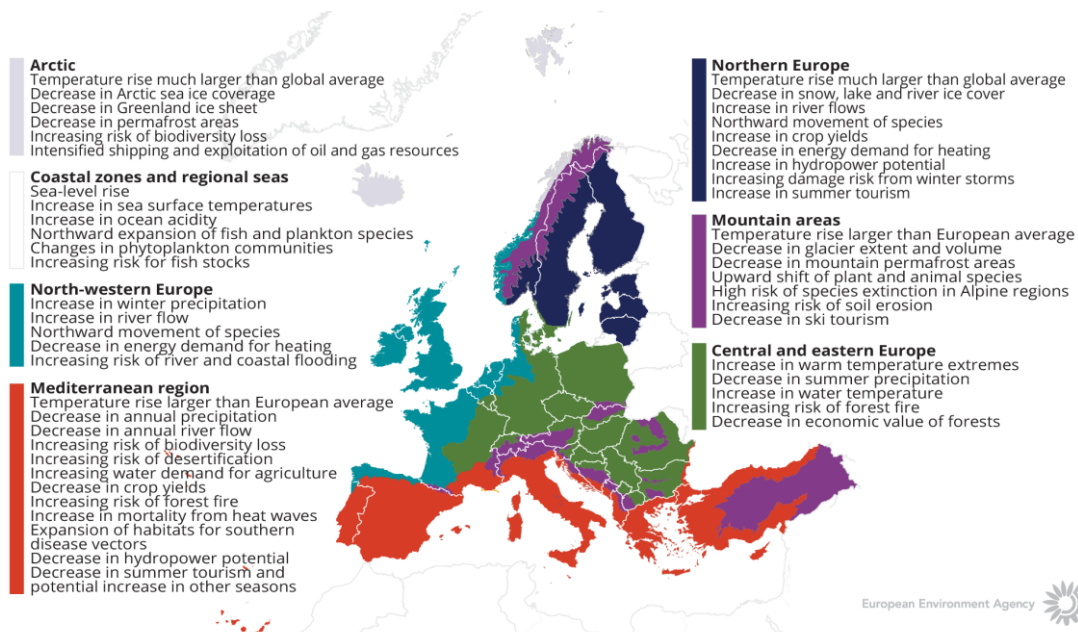 Arctic
Temperature rise much larger than global average
Decrease in Arctic sea ice coverage
Decrease in Greenland ice sheet
Decrease in permafrost areas
Increasing risk of biodiversity loss
Intensified shipping and exploitation of oil and gas resources
Coastal zones and regional seas
Sea-level rise
Increase in sea surface temperatures
Increase in ocean acidity
Northward expansion of fish and plankton species
Changes in phytoplankton communities
Increasing risk for fish stocks
North-western Europe
Increase in winter precipitation
Increase in river flow
Northward movement of species
Decrease in energy demand for heating
Increasing risk of river and coastal flooding
Mediterranean region
Temperature rise larger than European average
Decrease in annual precipitation
Decrease in annual river flow
Increasing risk of biodiversity loss
Increasing risk of desertification
Increasing water demand for agriculture
Decrease in crop yields
Increasing risk of forest fire
Increase in mortality from heat waves
Expansion of habitats for southern
disease vectors
Decrease in hydropower potential
Decrease in summer tourism and
potential increase in other seasons
Northern Europe
Temperature rise much larger than global average
Decrease in snow, lake and river ice cover
Increase in river flows
Northward movement of species
Increase in crop yields
Decrease in energy demand for heating
Increase in hydropower potential
Increasing damage risk from winter storms
Increase in summer tourism
Mountain areas
Temperature rise larger than European average
Decrease in glacier extent and volume
Decrease in mountain permafrost areas
Upward shift of plant and animal species
High risk of species extinction in Alpine regions
Increasing risk of soil erosion
Decrease in ski tourism
Central and eastern Europe
Increase in warm temperature extremes
Decrease in summer precipitation
Increase in water temperature
Increasing risk of forest fire
Decrease in economic value of forests
European Environment Agency